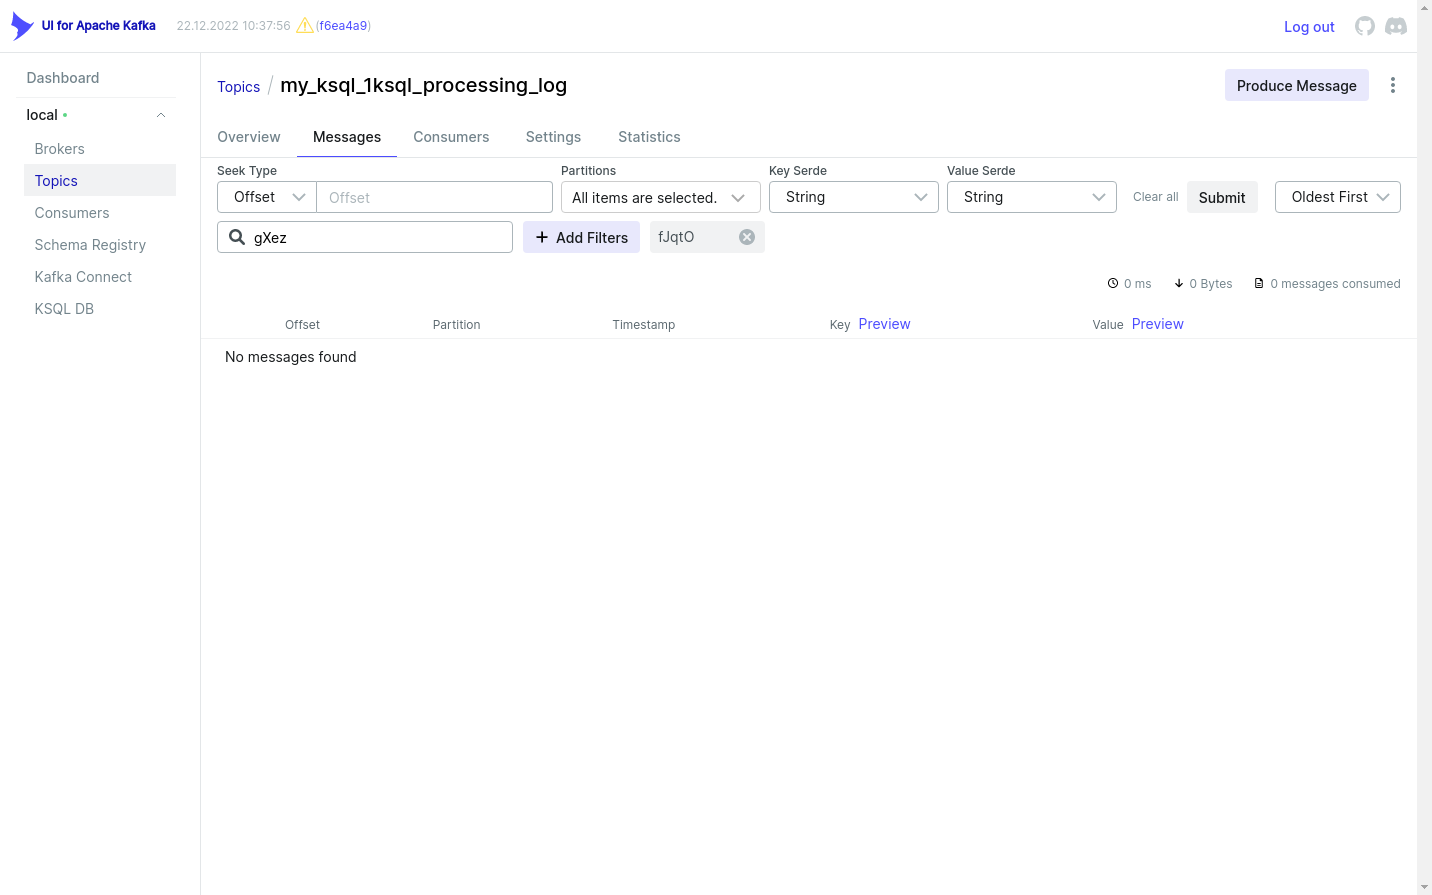 UI for Apache Kafka 22.12.2022 10:37:56 (f6ea4a9) Log out
Dashboard
local
Brokers
Topics
Consumers
Schema Registry
Kafka Connect
KSQL DB
Topics / my_ksql_1ksql_processing_log Produce Message
Overview Messages Consumers Settings Statistics
Seek Type Partitions Key Serde Value Serde
Offset Offset All items are selected. String String Clear all Submit Oldest First
gXez + Add Filters fJqtO
0 ms 0 Bytes 0 messages consumed
Offset Partition Timestamp Key Preview Value Preview
No messages found